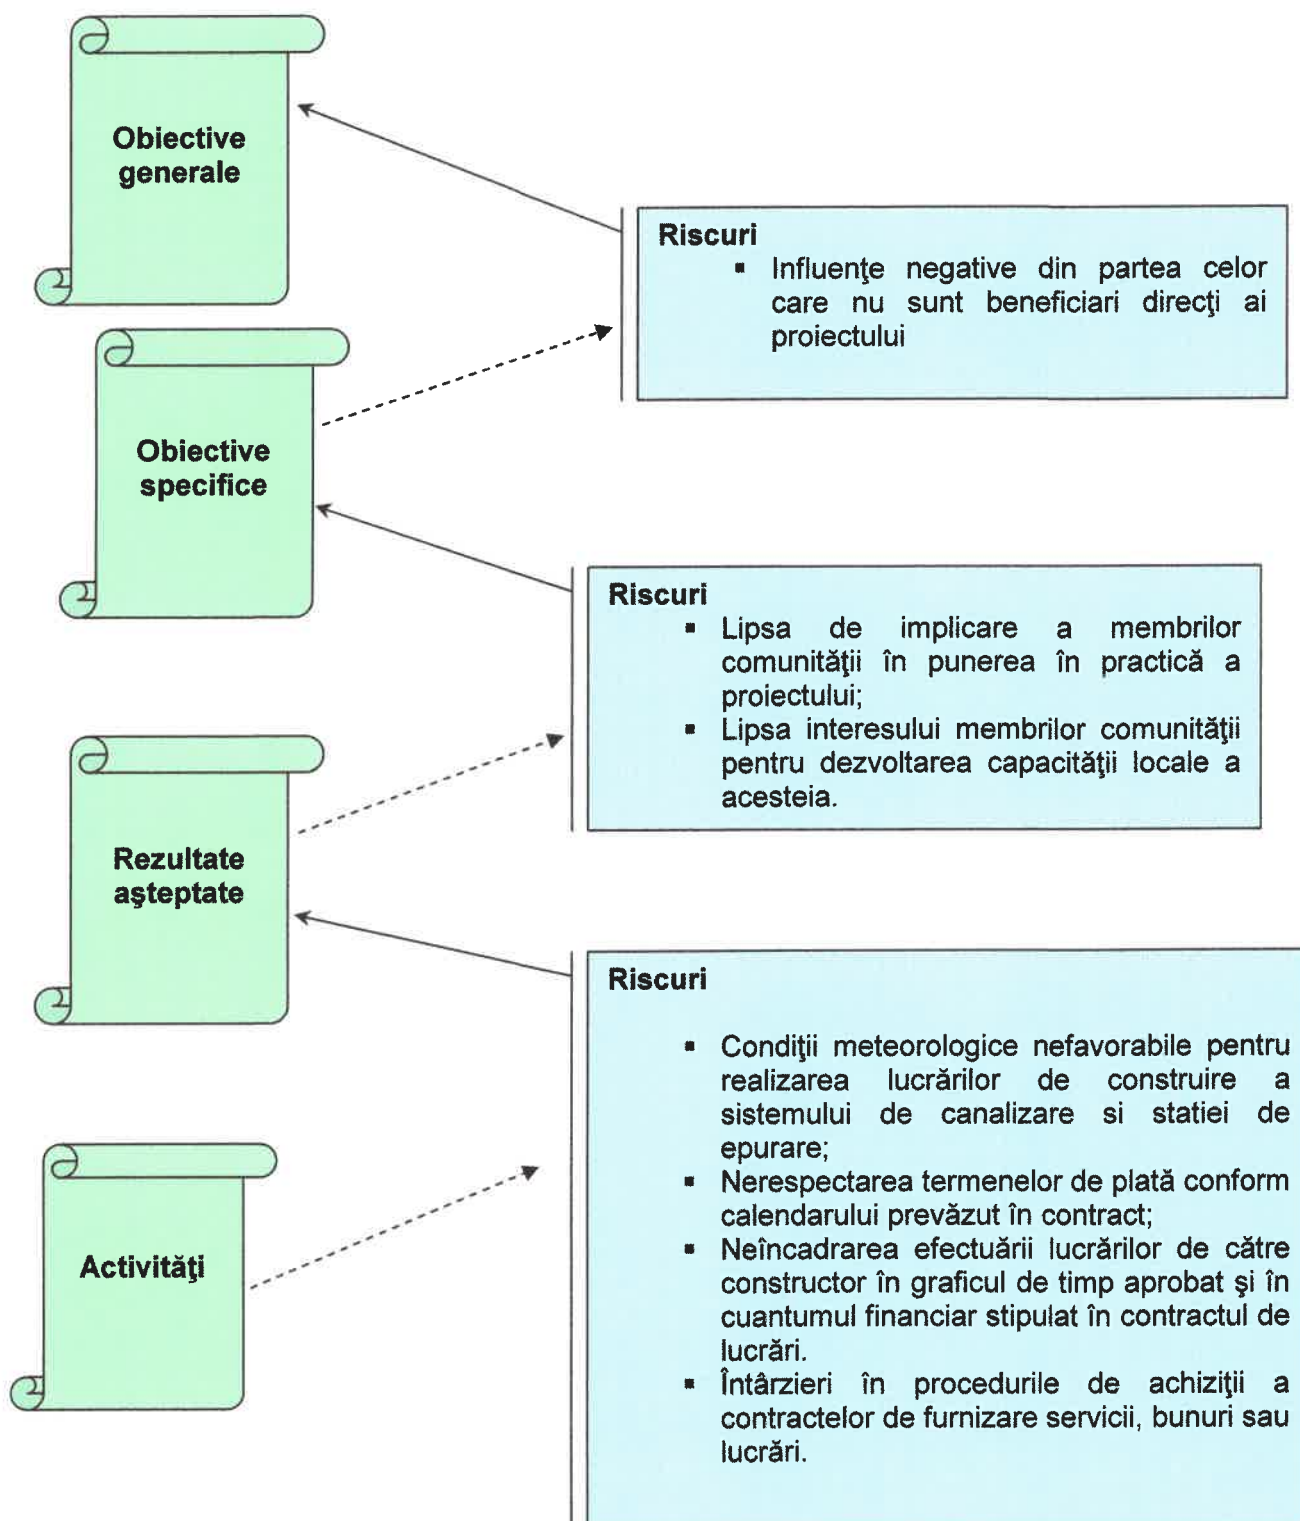 Obiective
generale
Riscuri
▪ Influenţe negative din partea celor
care nu sunt beneficiari direcţi ai
proiectului
Obiective
specifice
Riscuri
▪ Lipsa de implicare a membrilor
comunităţii în punerea în practică a
proiectului;
▪ Lipsa interesului membrilor comunităţii
pentru dezvoltarea capacităţii locale a
acesteia.
Rezultate
aşteptate
Riscuri
▪ Condiţii meteorologice nefavorabile pentru
realizarea lucrărilor de construire a
sistemului de canalizare si statiei de
epurare;
▪ Nerespectarea termenelor de plată conform
calendarului prevăzut în contract;
▪ Neîncadrarea efectuării lucrărilor de către
constructor în graficul de timp aprobat şi în
cuantumul financiar stipulat în contractul de
lucrări.
▪ Întârzieri în procedurile de achiziţii a
contractelor de furnizare servicii, bunuri sau
lucrări.
Activităţi